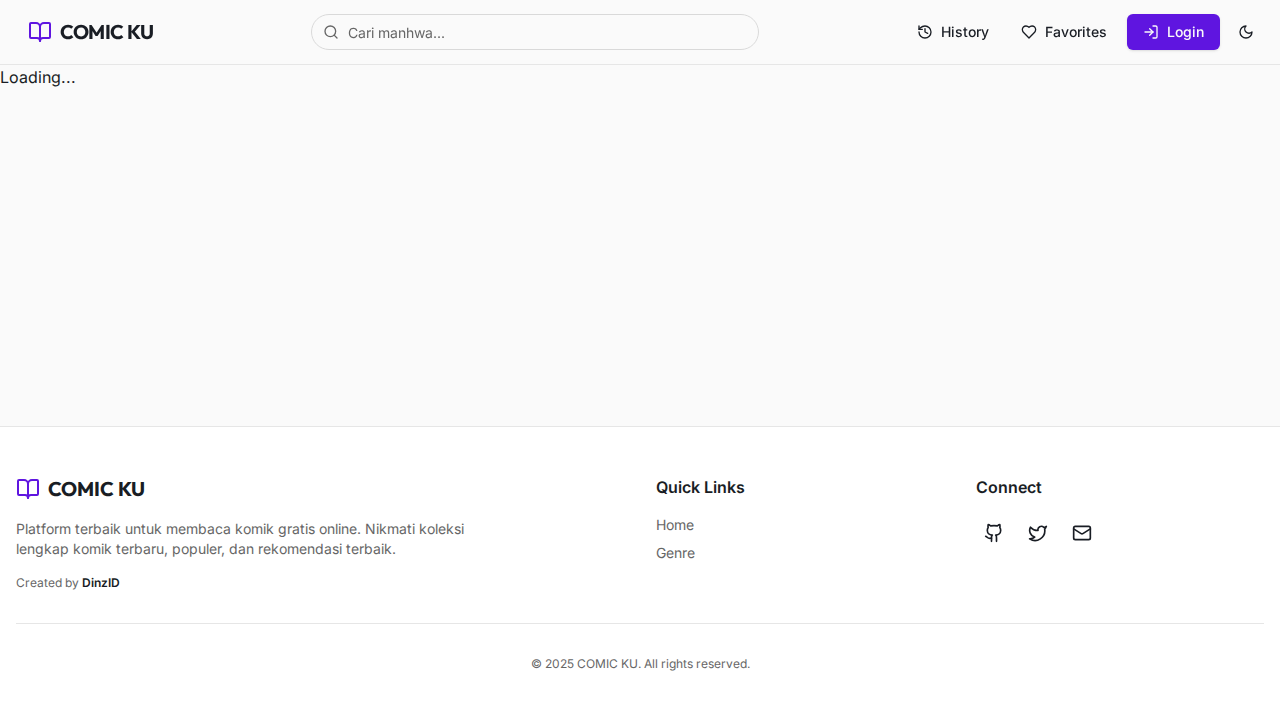 COMIC KU
Cari manhwa...
History
Favorites
Login
Loading...
COMIC KU
Platform terbaik untuk membaca komik gratis online. Nikmati koleksi
lengkap komik terbaru, populer, dan rekomendasi terbaik.
Created by DinzID
Quick Links
Home
Genre
Connect
© 2025 COMIC KU. All rights reserved.